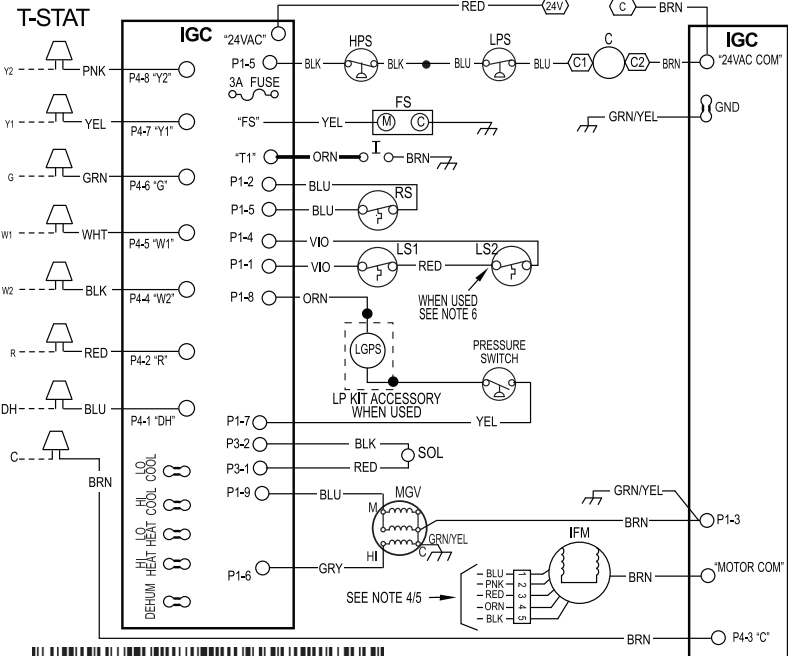 T-STAT
IGC
"24VAC"
RED
24V
C
BRN
IGC
Y2
PNK
P4-8 "Y2"
P1-5
BLK
HPS
BLK
BLU
LPS
BLU
C1
C
C2
BRN
"24VAC COM"
3A FUSE
Y1
YEL
P4-7 "Y1"
"FS"
YEL
FS
M
C
GRN/YEL
GND
"T1"
ORN
BRN
G
GRN
P4-6 "G"
P1-2
BLU
RS
P1-5
BLU
W1
WHT
P4-5 "W1"
P1-4
VIO
P1-1
VIO
LS1
RED
LS2
W2
BLK
P4-4 "W2"
P1-8
ORN
WHEN USED
SEE NOTE 6
R
RED
P4-2 "R"
LGPS
PRESSURE
SWITCH
LP KIT ACCESSORY
WHEN USED
DH
BLU
P4-1 "DH"
P1-7
YEL
C
BRN
P3-2
BLK
SOL
P3-1
RED
LO
COOL
HI
COOL
LO
HEAT
HI
HEAT
DEHUM
P1-9
BLU
MGV
M
HI
C
GRN/YEL
P1-6
GRY
GRN/YEL
BRN
P1-3
IFM
SEE NOTE 4/5
BLU 1
PNK 2
RED 3
ORN 4
BLK 5
BRN
"MOTOR COM"
BRN
P4-3 "C"